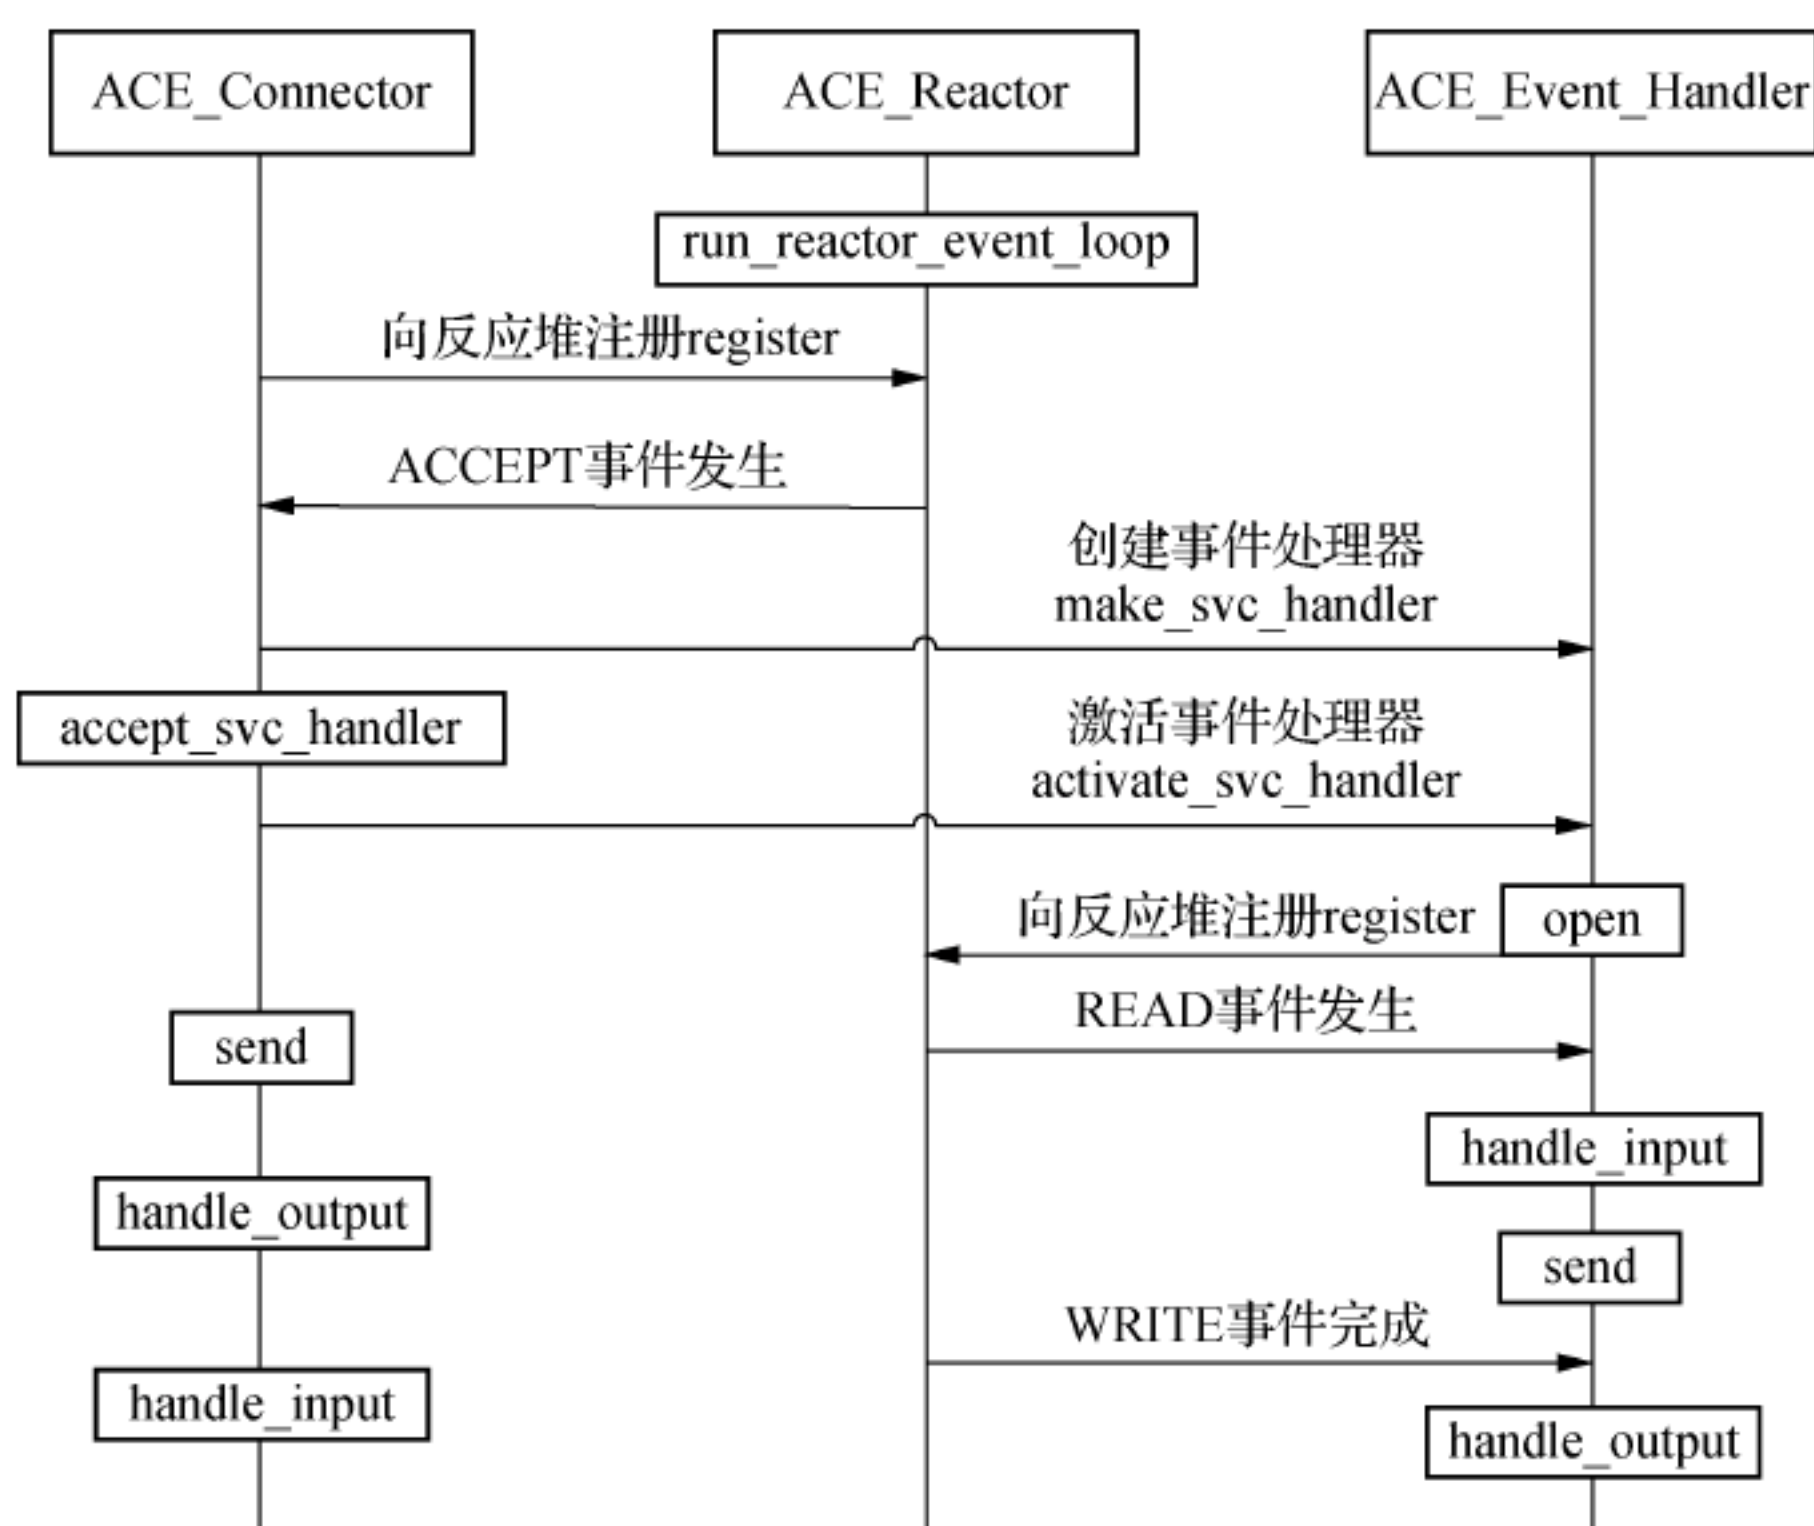 ACE_Connector
ACE_Reactor
ACE_Event_Handler
run_reactor_event_loop
向反应堆注册register
ACCEPT事件发生
创建事件处理器
make_svc_handler
accept_svc_handler
激活事件处理器
activate_svc_handler
向反应堆注册register
open
READ事件发生
send
handle_input
handle_output
send
WRITE事件完成
handle_input
handle_output